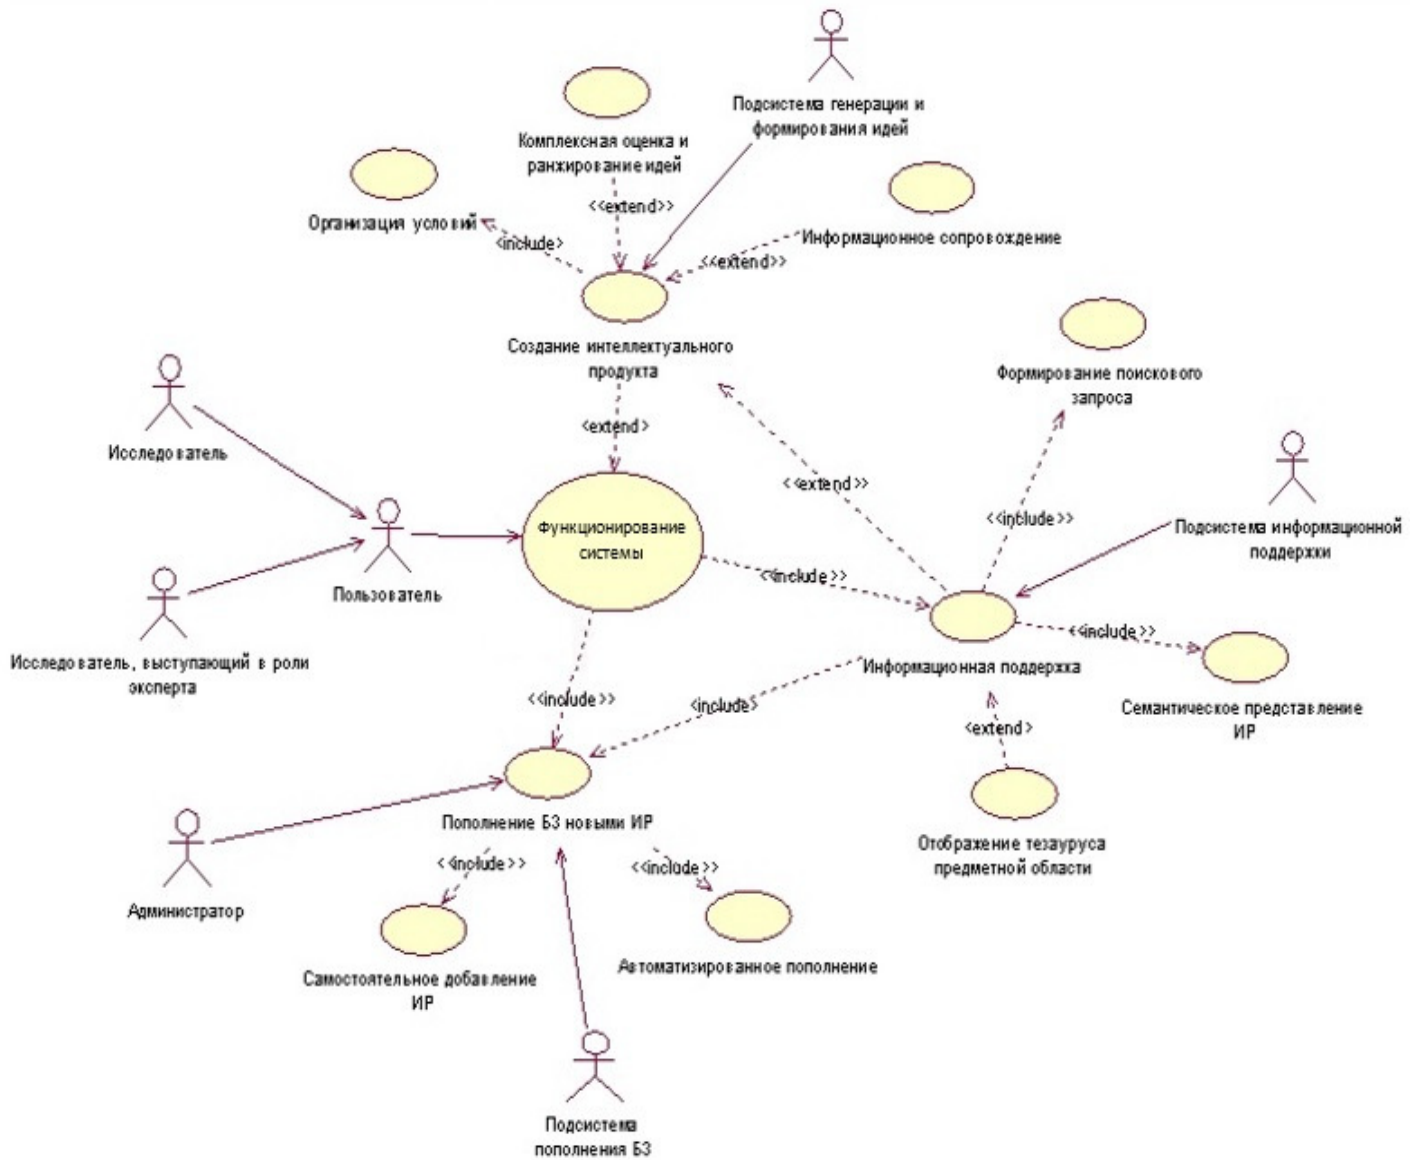 Подсистема генерации и
формирования идей
Комплексная оценка и
ранжирование идей
<<extend>>
Организация условий
<include>
Информационное сопровождение
<<extend>>
Создание интеллектуального
продукта
Формирование поискового
запроса
<extend>
Исследователь
<<extend>>
<<include>>
Подсистема информационной
поддержки
Функционирование
системы
Пользователь
<<include>>
<<include>>
Исследователь, выступающий в роли
эксперта
Информационная поддержка
Семантическое представление
ИР
<<include>>
<include>
<extend>
Пополнение БЗ новыми ИР
Отображение тезауруса
предметной области
<<include>>
<<include>>
Администратор
Самостоятельное добавление
ИР
Автоматизированное пополнение
Подсистема
пополнения БЗ